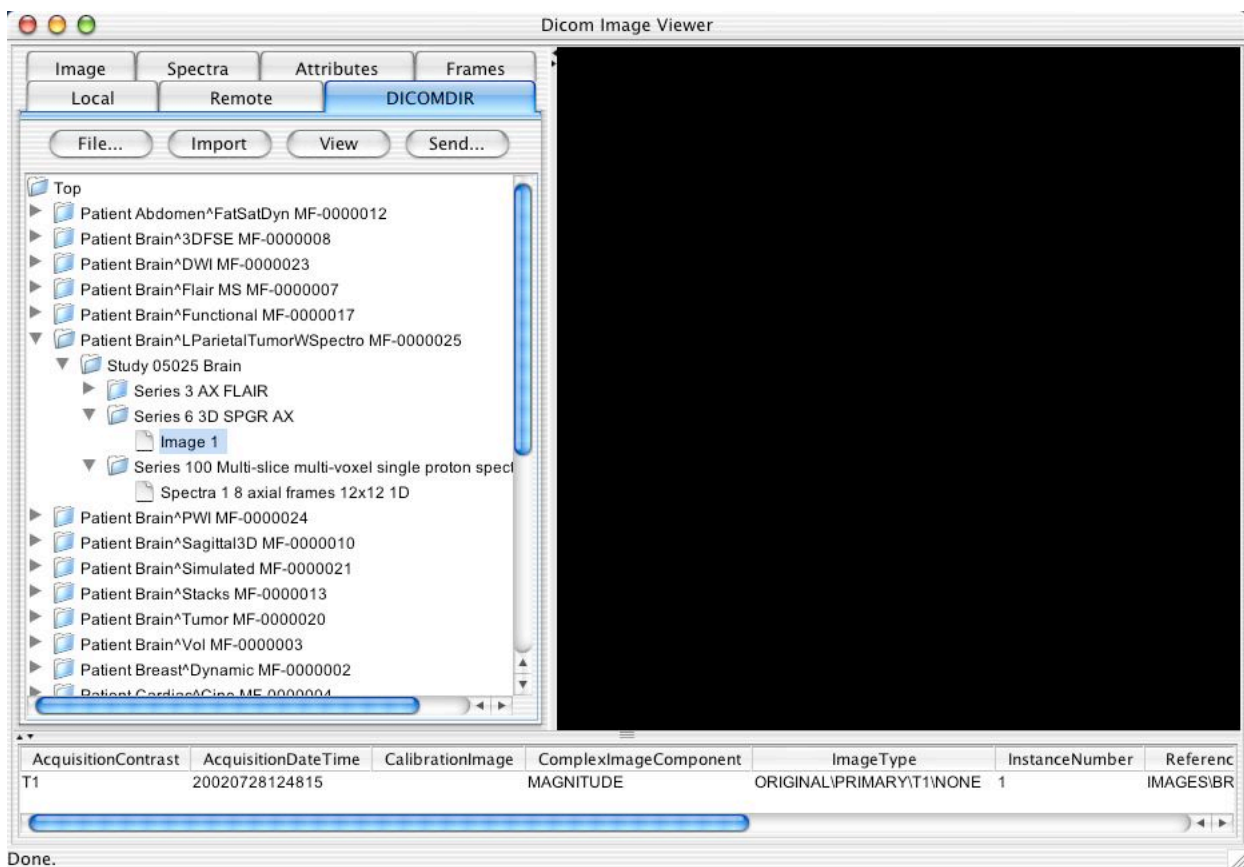 Dicom Image Viewer
Image Spectra Attributes Frames
Local Remote DICOMDIR
File... Import View Send...
Top
Patient Abdomen^FatSatDyn MF-0000012
Patient Brain^3DFSE MF-0000008
Patient Brain^DWI MF-0000023
Patient Brain^Flair MS MF-0000007
Patient Brain^Functional MF-0000017
Patient Brain^LParietalTumorWSpectro MF-0000025
Study 05025 Brain
Series 3 AX FLAIR
Series 6 3D SPGR AX
Image 1
Series 100 Multi-slice multi-voxel single proton spect
Spectra 1 8 axial frames 12x12 1D
Patient Brain^PWI MF-0000024
Patient Brain^Sagittal3D MF-0000010
Patient Brain^Simulated MF-0000021
Patient Brain^Stacks MF-0000013
Patient Brain^Tumor MF-0000020
Patient Brain^Vol MF-0000003
Patient Breast^Dynamic MF-0000002
Patient Cardiac^Cine MF-0000004
AcquisitionContrast AcquisitionDateTime CalibrationImage ComplexImageComponent ImageType InstanceNumber Referenc
T1 20020728124815 MAGNITUDE ORIGINAL\PRIMARY\T1\NONE 1 IMAGES\BR
Done.